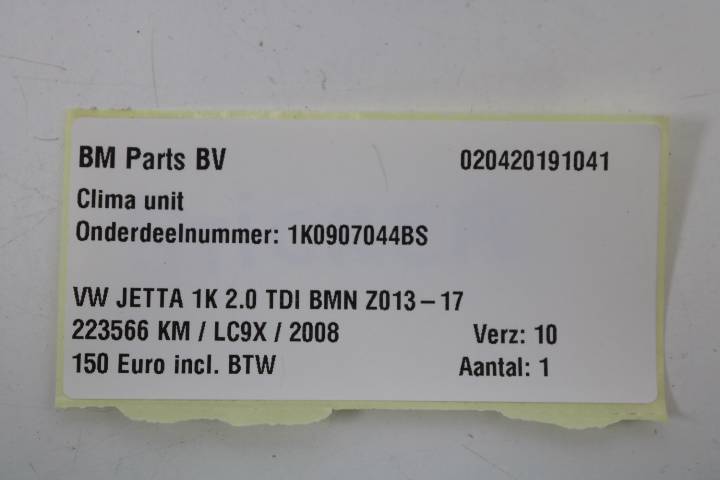 BM Parts BV 020420191041
Clima unit
Onderdeelnummer: 1K0907044BS
VW JETTA 1K 2.0 TDI BMN Z013-17
223566 KM / LC9X / 2008 Verz: 10
150 Euro incl. BTW Aantal: 1